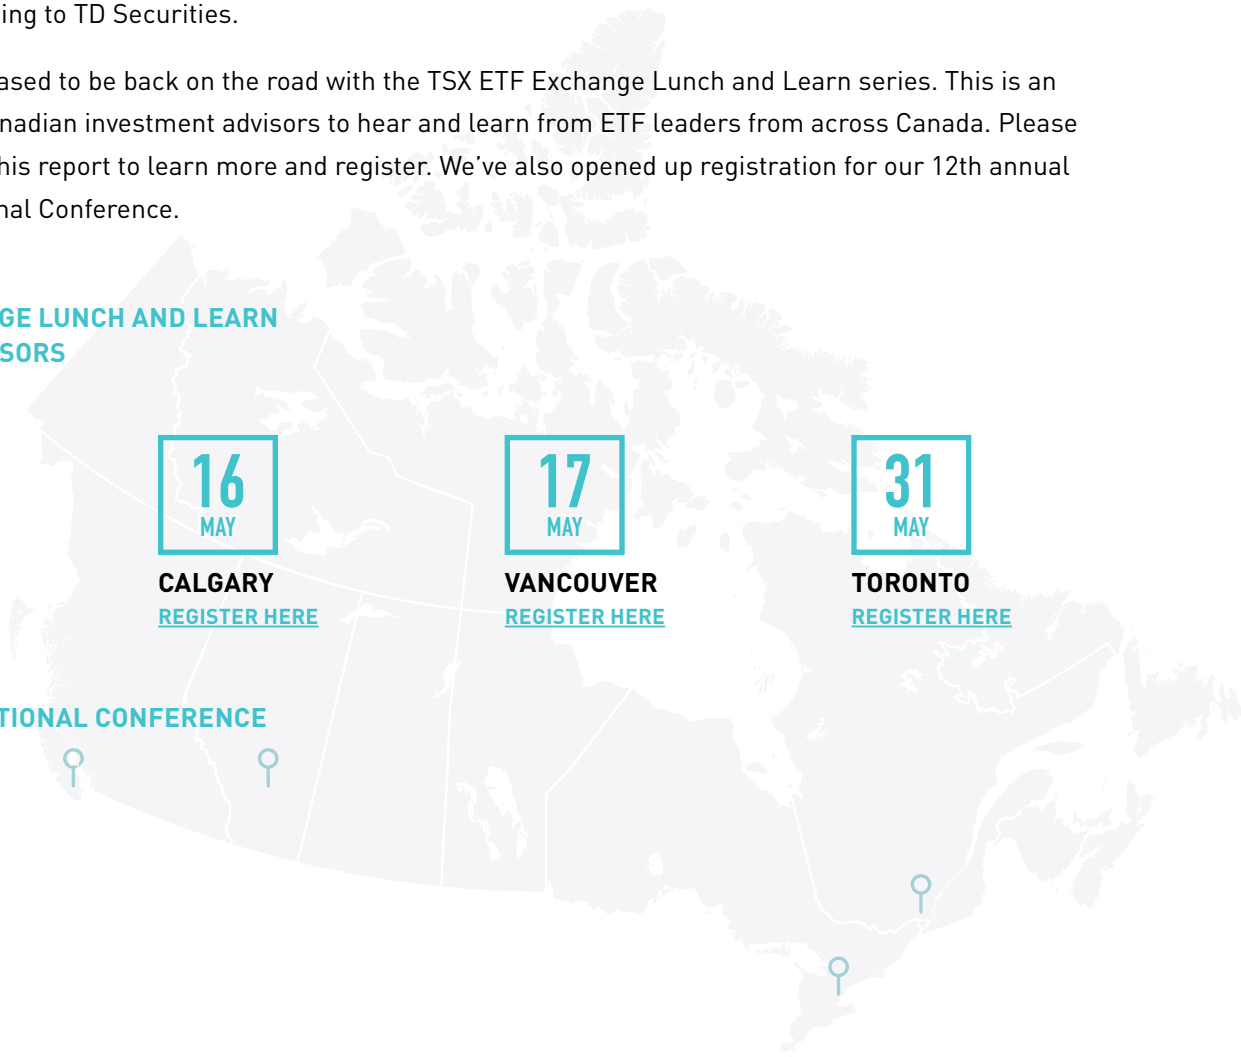 ing to TD Securities.
ased to be back on the road with the TSX ETF Exchange Lunch and Learn series. This is an
nadian investment advisors to hear and learn from ETF leaders from across Canada. Please
his report to learn more and register. We’ve also opened up registration for our 12th annual
nal Conference.
GE LUNCH AND LEARN
SORS
16
MAY
CALGARY
REGISTER HERE
17
MAY
VANCOUVER
REGISTER HERE
31
MAY
TORONTO
REGISTER HERE
TIONAL CONFERENCE